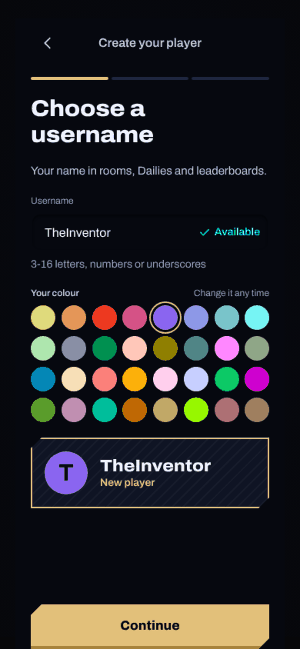 Create your player
Choose a
username
Your name in rooms, Dailies and leaderboards.
Username
TheInventor
Available
3-16 letters, numbers or underscores
Your colour
Change it any time
T
TheInventor
New player
Continue